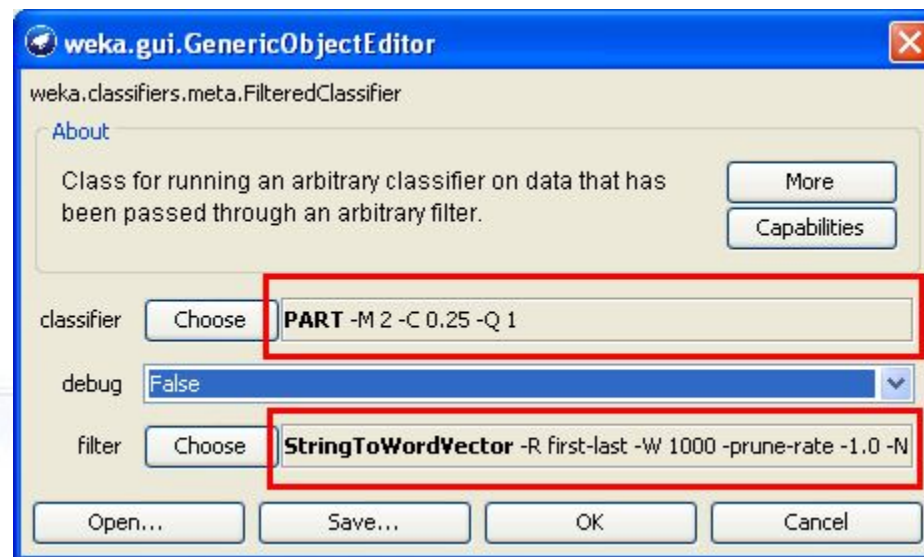 weka.gui.GenericObjectEditor
weka.classifiers.meta.FilteredClassifier
About
Class for running an arbitrary classifier on data that has
been passed through an arbitrary filter.
More
Capabilities
classifier Choose PART -M 2 -C 0.25 -Q 1
debug False
filter Choose StringToWordVector -R first-last -W 1000 -prune-rate -1.0 -N
Open... Save... OK Cancel